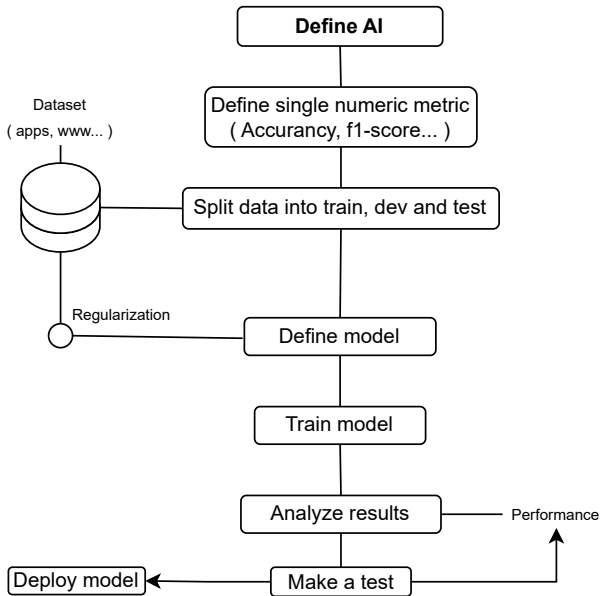 Define AI
Define single numeric metric
( Accurancy, f1-score... )
Dataset
( apps, www... )
Split data into train, dev and test
Regularization
Define model
Train model
Analyze results
Performance
Deploy model
Make a test